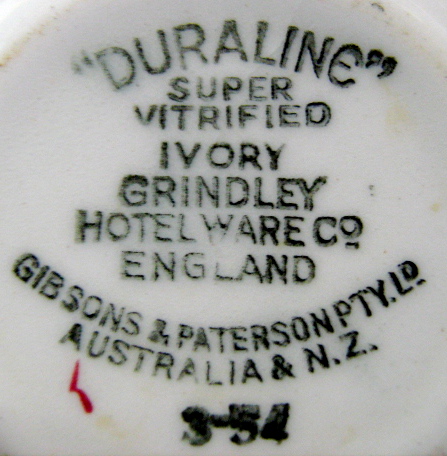 "DURALINE"
SUPER
VITRIFIED
IVORY
GRINDLEY
HOTEL WARE CO
ENGLAND
GIBSONS & PATERSON PTY. LD
AUSTRALIA & N.Z.
3-54